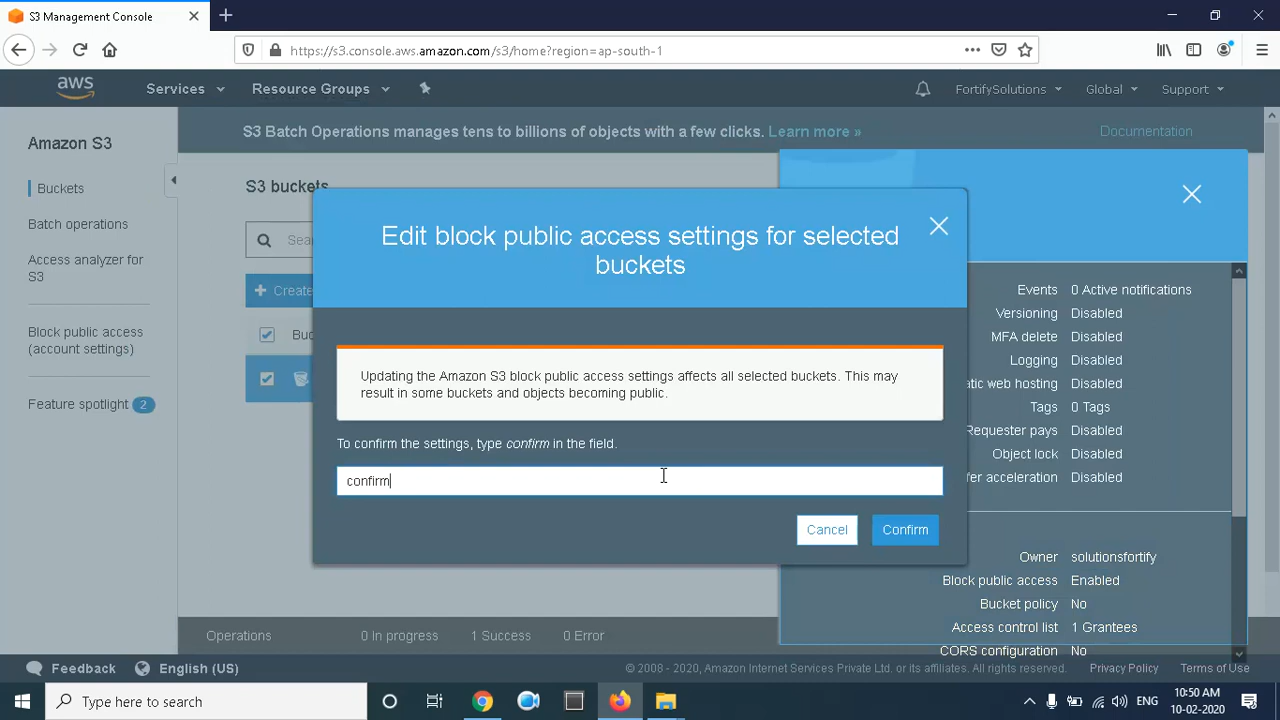 S3 Management Console
https://s3.console.aws.amazon.com/s3/home?region=ap-south-1
aws
Services
Resource Groups
FortifySolutions
Global
Support
Amazon S3
Buckets
Batch operations
Access analyzer for
S3
Block public access
(account settings)
Feature spotlight 2
S3 Batch Operations manages tens to billions of objects with a few clicks. Learn more »
Documentation
S3 buckets
Sear
Create
Buc
Edit block public access settings for selected
buckets
Updating the Amazon S3 block public access settings affects all selected buckets. This may
result in some buckets and objects becoming public.
To confirm the settings, type confirm in the field.
confirm
Cancel
Confirm
Events 0 Active notifications
Versioning Disabled
MFA delete Disabled
Logging Disabled
atic web hosting Disabled
Tags 0 Tags
Requester pays Disabled
Object lock Disabled
fer acceleration Disabled
Owner solutionsfortify
Block public access Enabled
Bucket policy No
Access control list 1 Grantees
CORS configuration No
Operations 0 In progress 1 Success 0 Error
Feedback English (US)
© 2008 - 2020, Amazon Internet Services Private Ltd. or its affiliates. All rights reserved. Privacy Policy Terms of Use
Type here to search
ENG
10:50 AM
10-02-2020